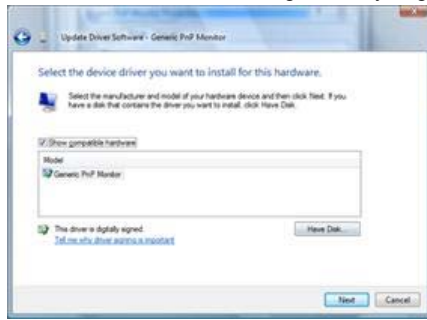 Update Driver Software - Generic PnP Monitor
Select the device driver you want to install for this hardware.
Select the manufacturer and model of your hardware device and then click Next. If you
have a disk that contains the driver you want to install, click Have Disk.
Show compatible hardware
Model
Generic PnP Monitor
This driver is digitally signed.
Have Disk...
Tell me why driver signing is important
Next
Cancel